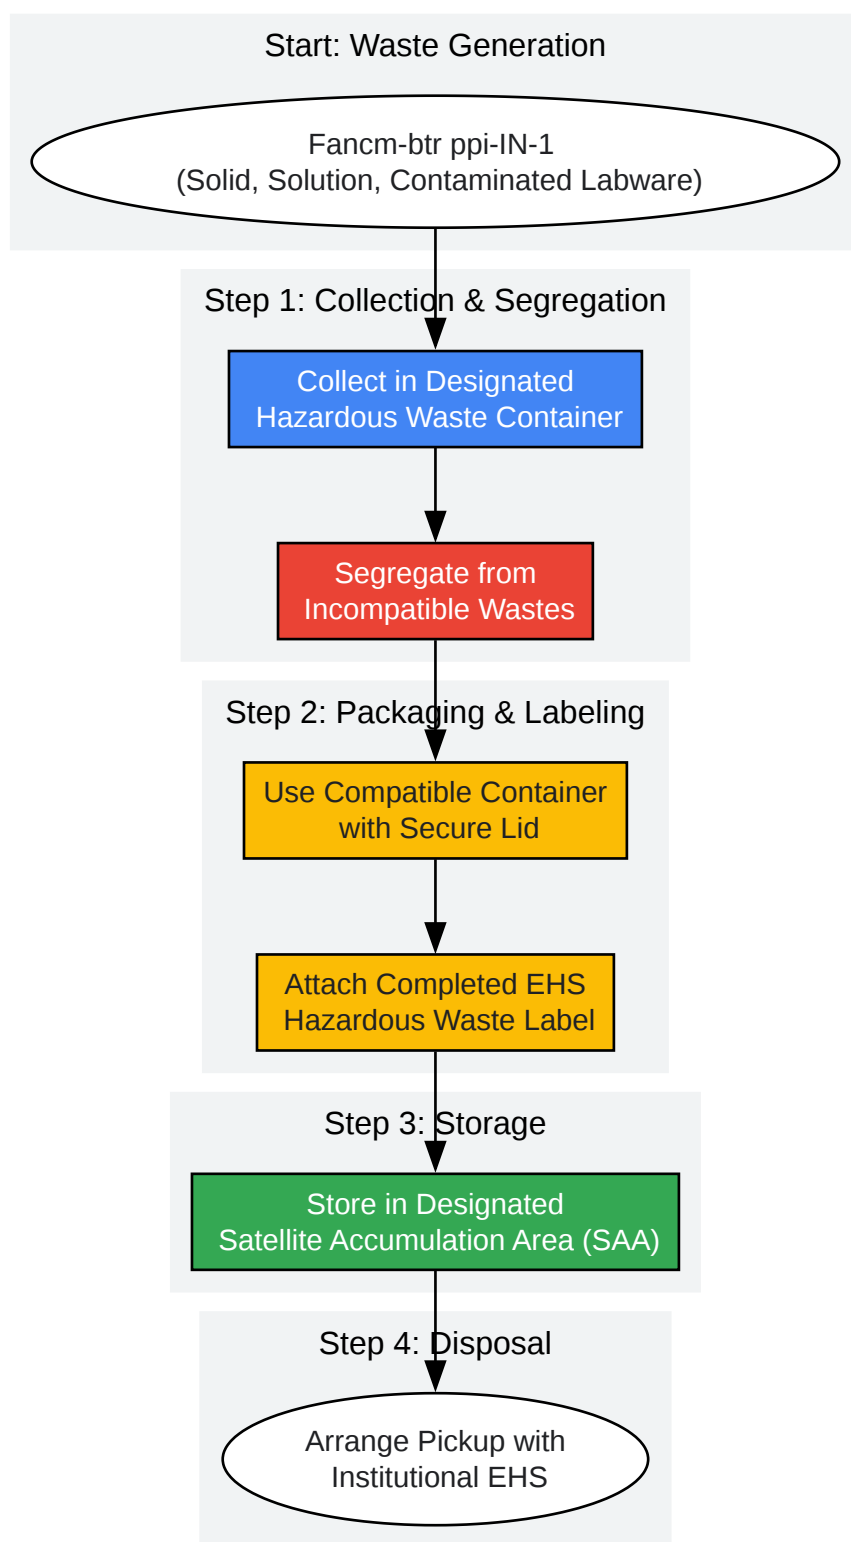 Start: Waste Generation
Fancm-btr ppi-IN-1
(Solid, Solution, Contaminated Labware)
Step 1: Collection & Segregation
Collect in Designated
Hazardous Waste Container
Segregate from
Incompatible Wastes
Step 2: Packaging & Labeling
Use Compatible Container
with Secure Lid
Attach Completed EHS
Hazardous Waste Label
Step 3: Storage
Store in Designated
Satellite Accumulation Area (SAA)
Step 4: Disposal
Arrange Pickup with
Institutional EHS